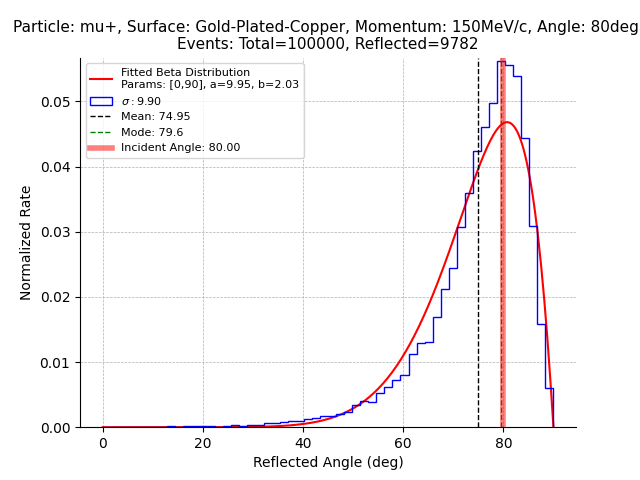 Particle: mu+, Surface: Gold-Plated-Copper, Momentum: 150MeV/c, Angle: 80deg
Events: Total=100000, Reflected=9782
Fitted Beta Distribution
Params: [0,90], a=9.95, b=2.03
σ: 9.90
Mean: 74.95
Mode: 79.6
Incident Angle: 80.00
Normalized Rate
0.05
0.04
0.03
0.02
0.01
0.00
0 20 40 60 80
Reflected Angle (deg)